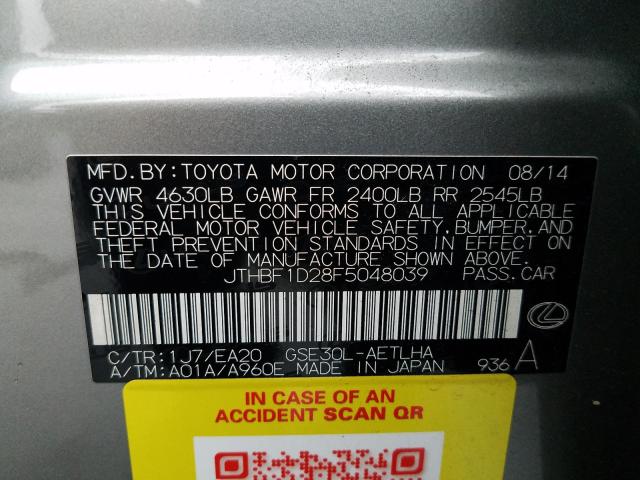 MFD.BY:TOYOTA MOTOR CORPORATION 08/14
GVWR 4630LB GAWR FR 2400LB RR 2545LB
THIS VEHICLE CONFORMS TO ALL APPLICABLE
FEDERAL MOTOR VEHICLE SAFETY,BUMPER,AND
THEFT PREVENTION STANDARDS IN EFFECT ON
THE DATE OF MANUFACTURE SHOWN ABOVE.
JTHBF1D28F5048039 PASS.CAR
C/TR:1J7/EA20 GSE30L-AETLHA
A/TM:A01A/A960E MADE IN JAPAN 936 A
IN CASE OF AN
ACCIDENT SCAN QR